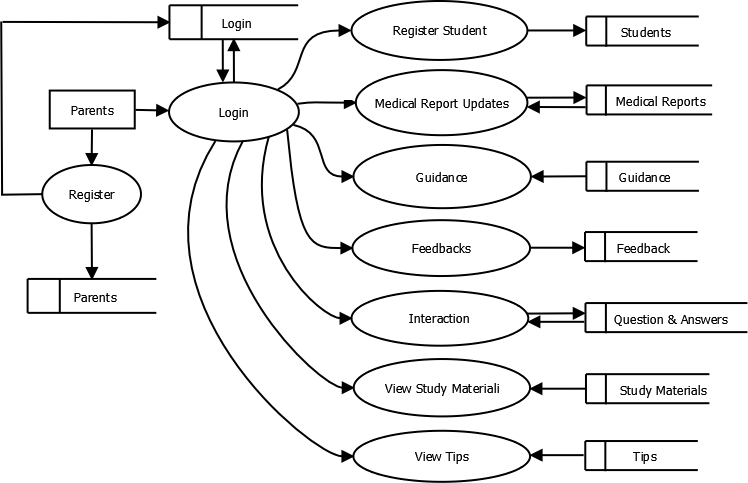 Login
Register Student
Students
Parents
Login
Medical Report Updates
Medical Reports
Register
Guidance
Guidance
Feedbacks
Feedback
Parents
Interaction
Question & Answers
View Study Materiali
Study Materials
View Tips
Tips